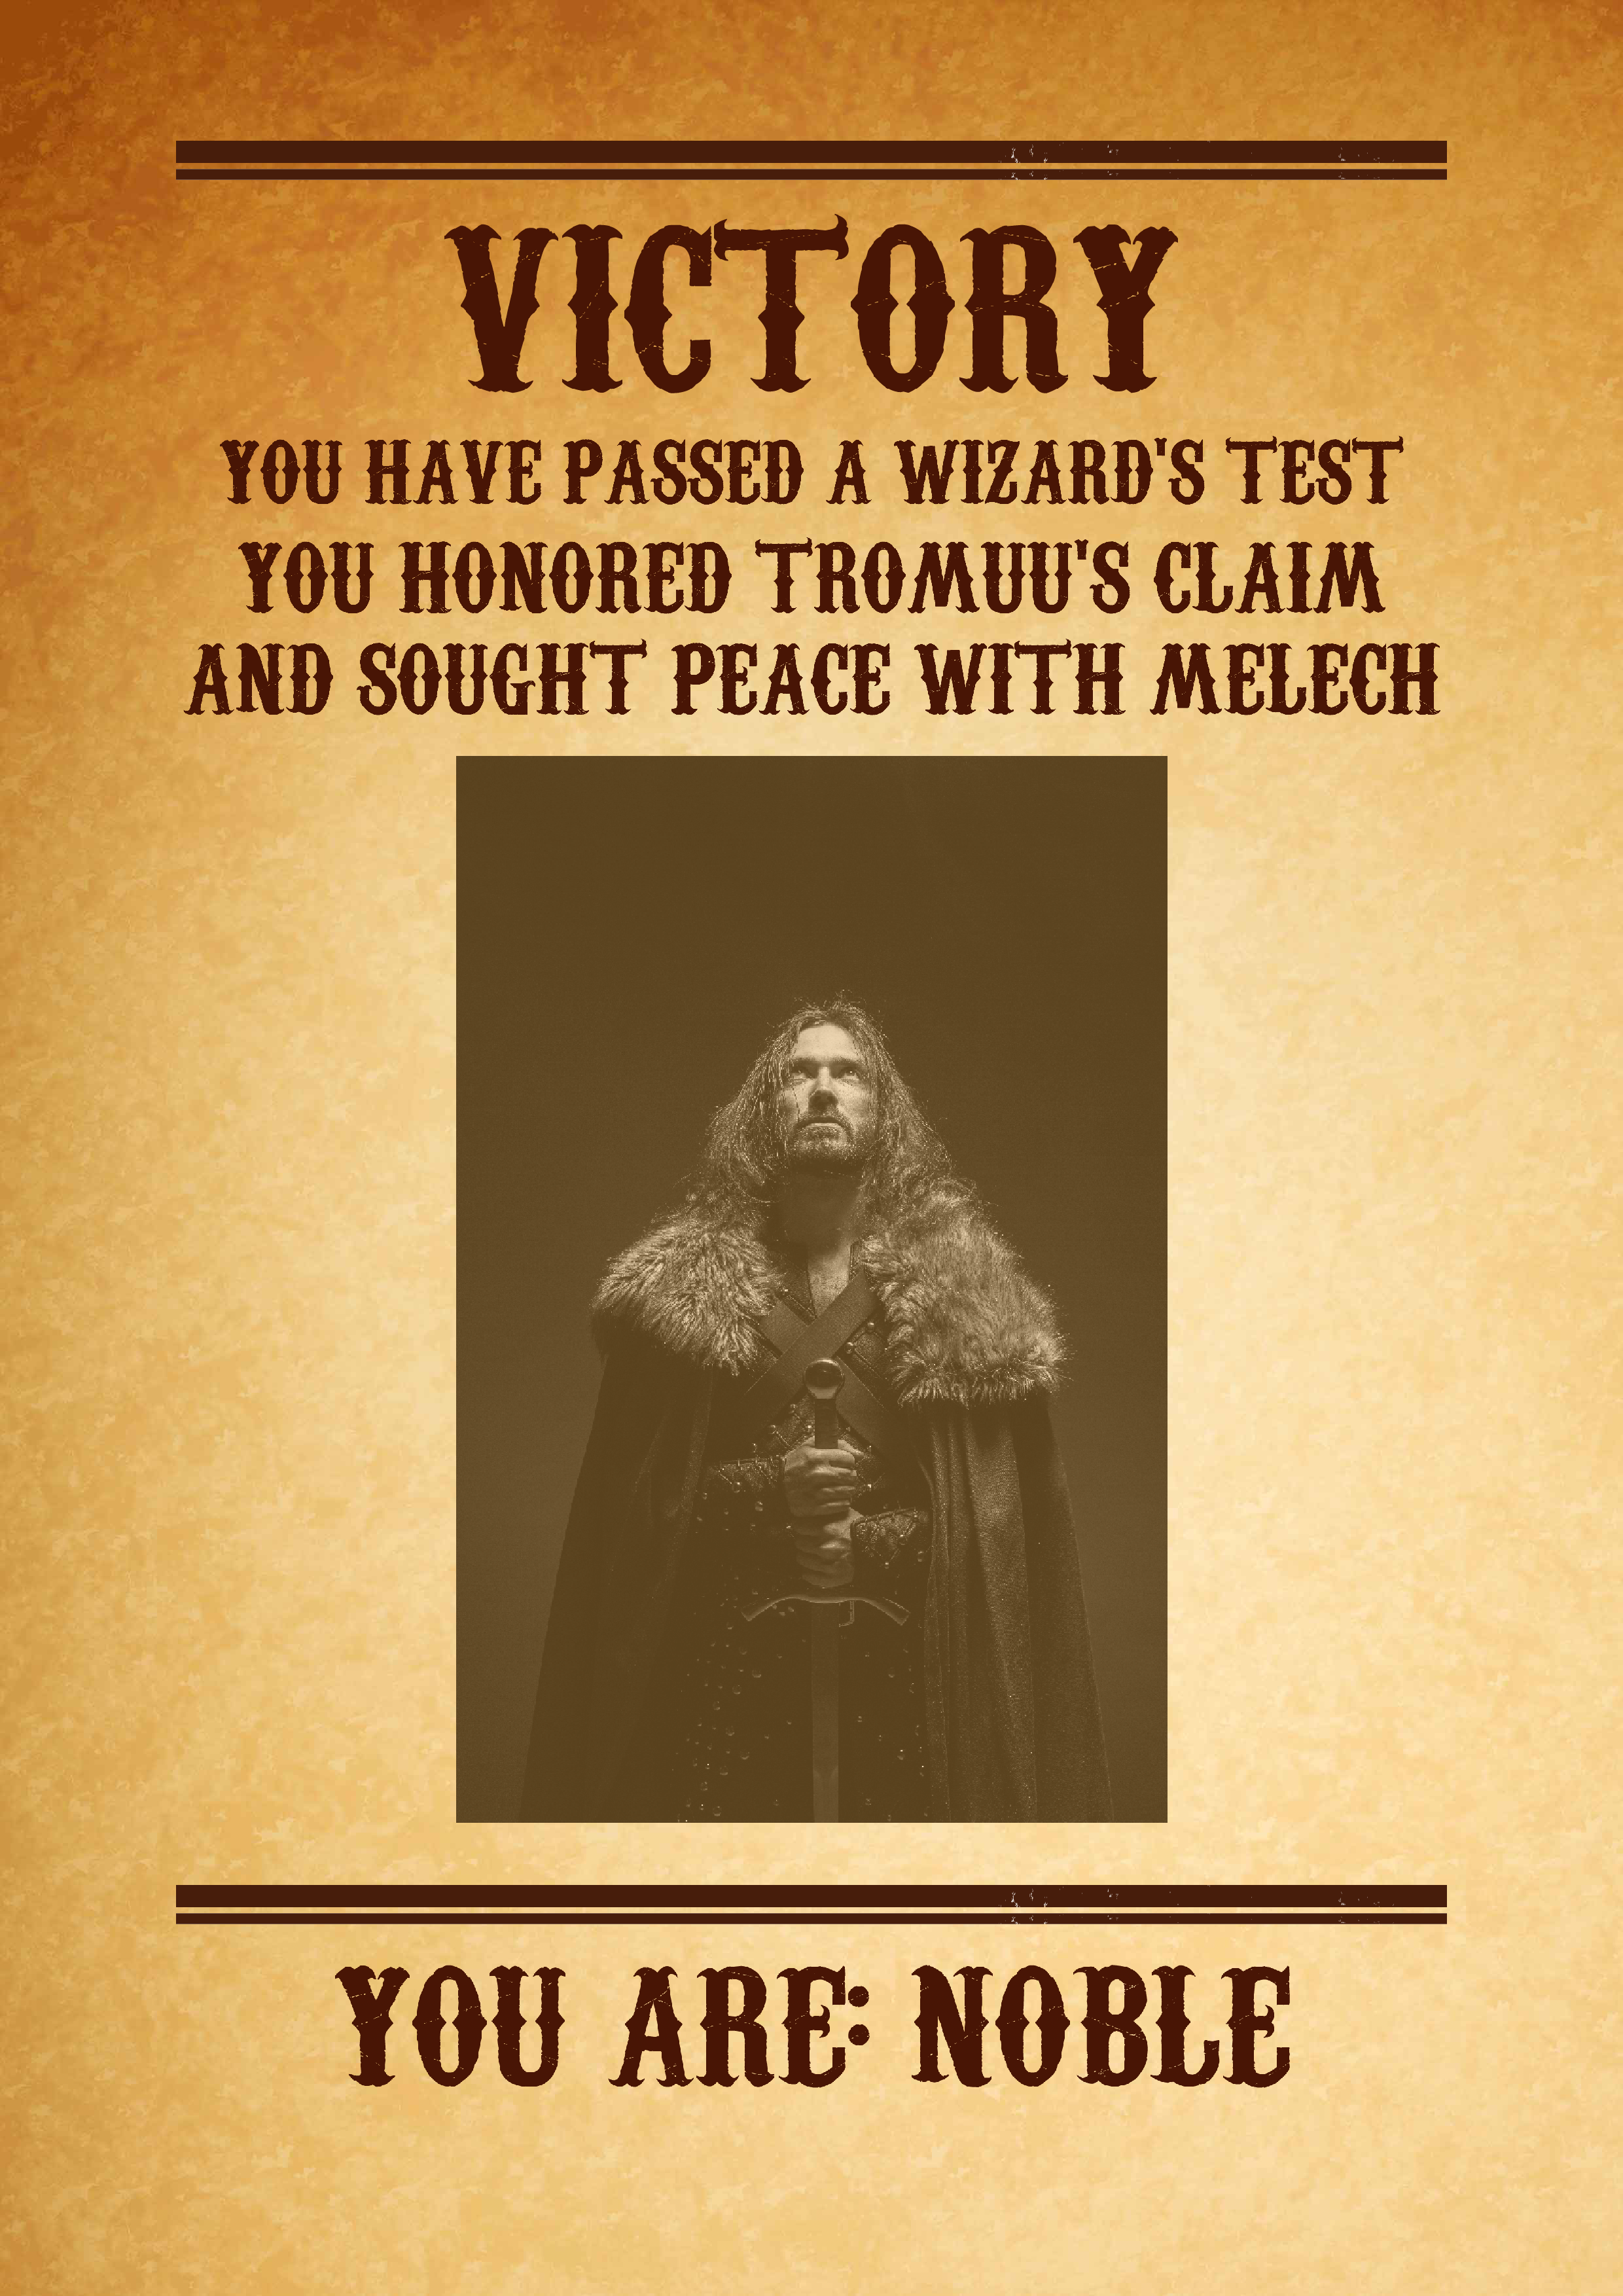 VICTORY
YOU HAVE PASSED A WIZARD'S TEST
YOU HONORED TROMUU'S CLAIM
AND SOUGHT PEACE WITH MELECH
YOU ARE: NOBLE